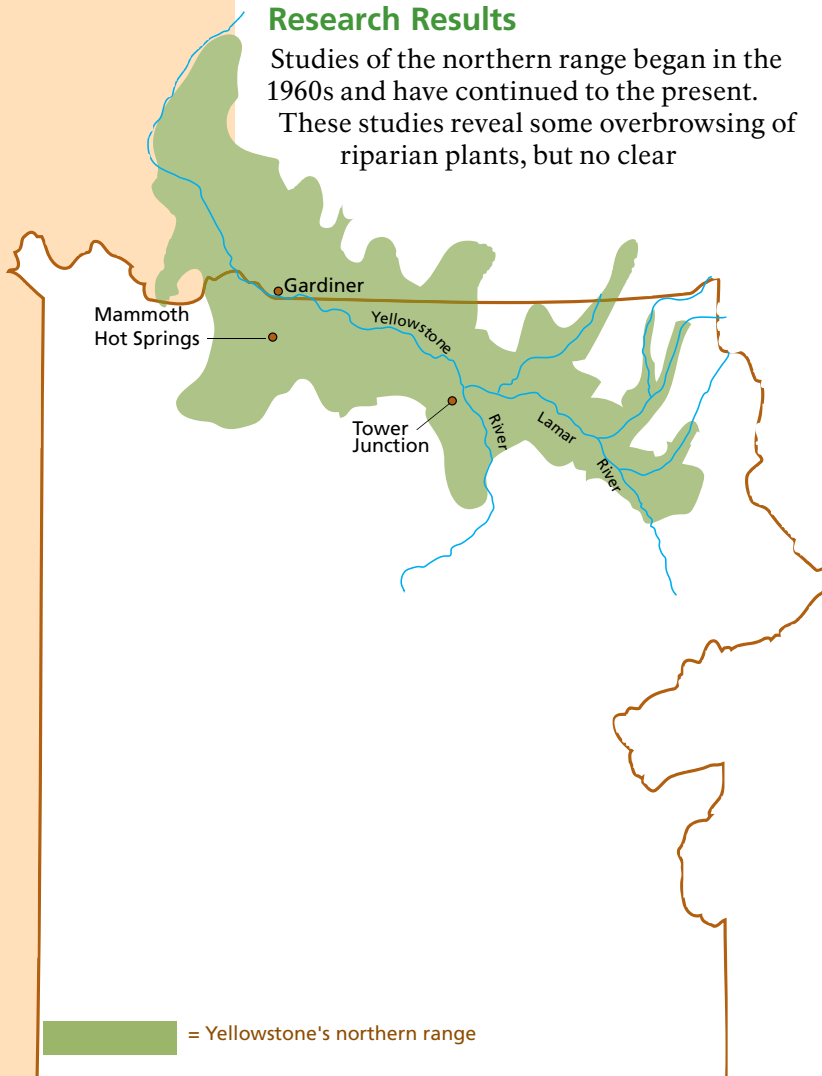 Research Results
Studies of the northern range began in the
1960s and have continued to the present.
These studies reveal some overbrowsing of
riparian plants, but no clear
Gardiner
Mammoth
Hot Springs
Yellowstone
River
Tower
Junction
Lamar
River
= Yellowstone's northern range